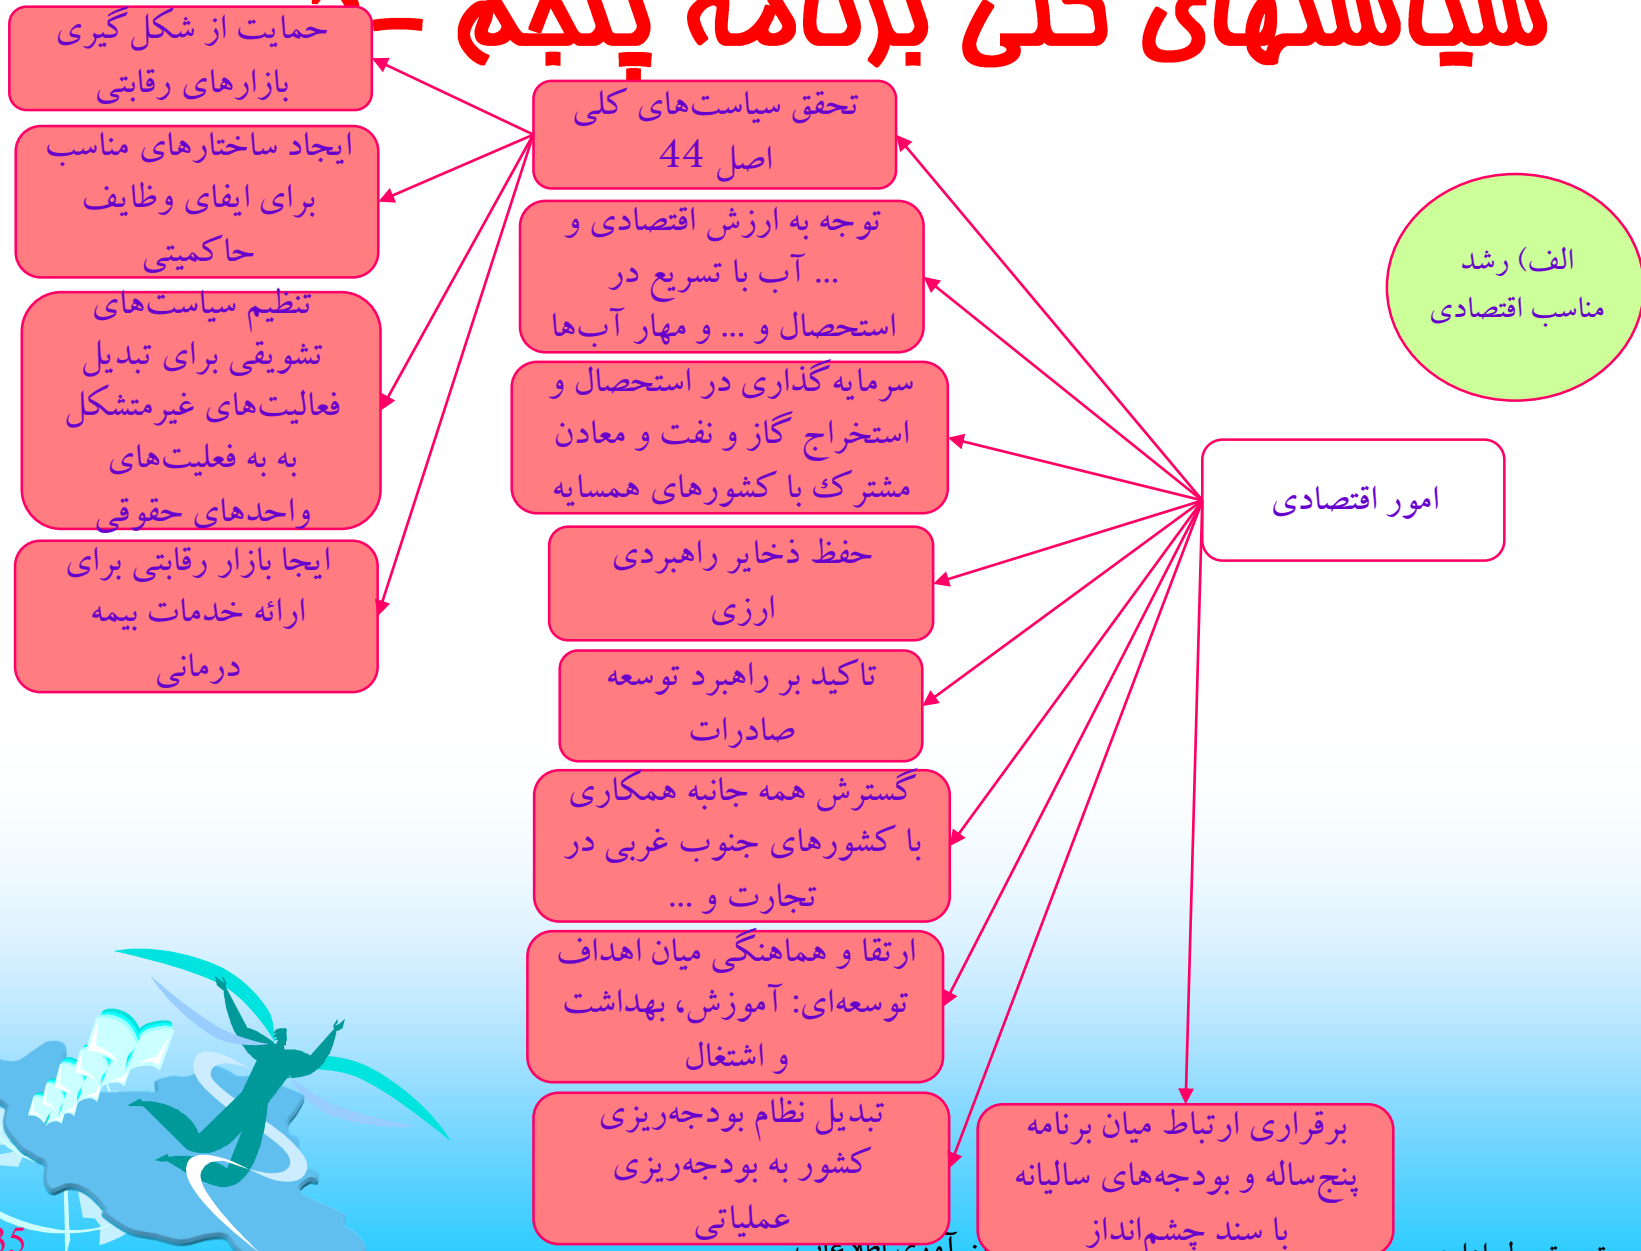 سیاستهای کلی برنامه پنجم –
الف) رشد
مناسب اقتصادی
امور اقتصادی
تحقق سیاست‌های کلی
اصل 44
توجه به ارزش اقتصادی و
... آب با تسریع در
استحصال و ... و مهار آب‌ها
سرمایه‌گذاری در استحصال و
استخراج گاز و نفت و معادن
مشترك با کشورهای همسایه
حفظ ذخایر راهبردی
ارزی
تاکید بر راهبرد توسعه
صادرات
گسترش همه جانبه همکاری
با کشورهای جنوب غربی در
تجارت و ...
ارتقا و هماهنگی میان اهداف
توسعه‌ای: آموزش، بهداشت
و اشتغال
تبدیل نظام بودجه‌ریزی
کشور به بودجه‌ریزی
عملیاتی
برقراری ارتباط میان برنامه
پنج‌ساله و بودجه‌های سالیانه
با سند چشم‌انداز
حمایت از شکل‌گیری
بازارهای رقابتی
ایجاد ساختارهای مناسب
برای ایفای وظایف
حاکمیتی
تنظیم سیاست‌های
تشویقی برای تبدیل
فعالیت‌های غیرمتشکل
به به فعلیت‌های
واحدهای حقوقی
ایجا بازار رقابتی برای
ارائه خدمات بیمه
درمانی
35